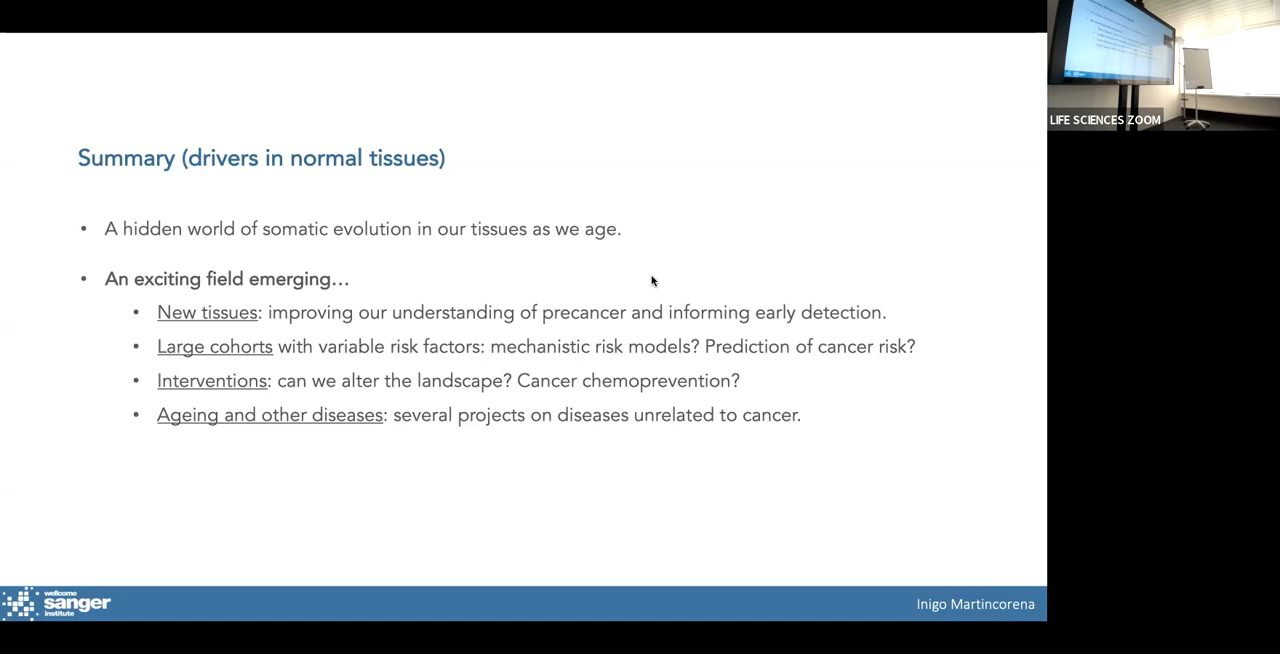 LIFE SCIENCES ZOOM
Summary (drivers in normal tissues)
• A hidden world of somatic evolution in our tissues as we age.
• An exciting field emerging...
• New tissues: improving our understanding of precancer and informing early detection.
• Large cohorts with variable risk factors: mechanistic risk models? Prediction of cancer risk?
• Interventions: can we alter the landscape? Cancer chemoprevention?
• Ageing and other diseases: several projects on diseases unrelated to cancer.
wellcome
sanger
institute
Inigo Martincorena